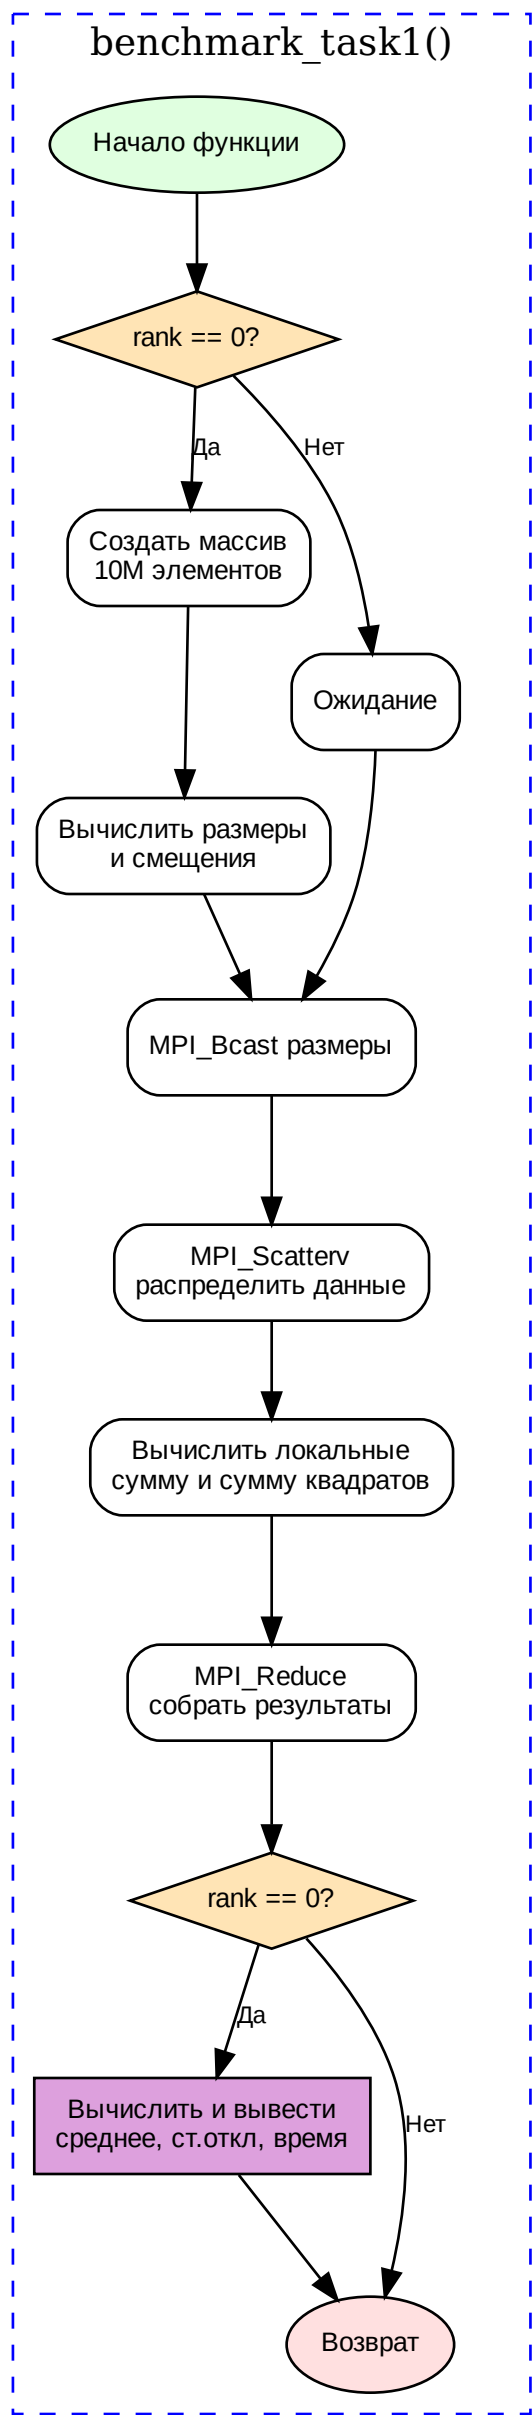 benchmark_task1()
Начало функции
rank == 0?
Да
Нет
Создать массив
10M элементов
Ожидание
Вычислить размеры
и смещения
MPI_Bcast размеры
MPI_Scatterv
распределить данные
Вычислить локальные
сумму и сумму квадратов
MPI_Reduce
собрать результаты
rank == 0?
Да
Вычислить и вывести
среднее, ст.откл, время
Нет
Возврат